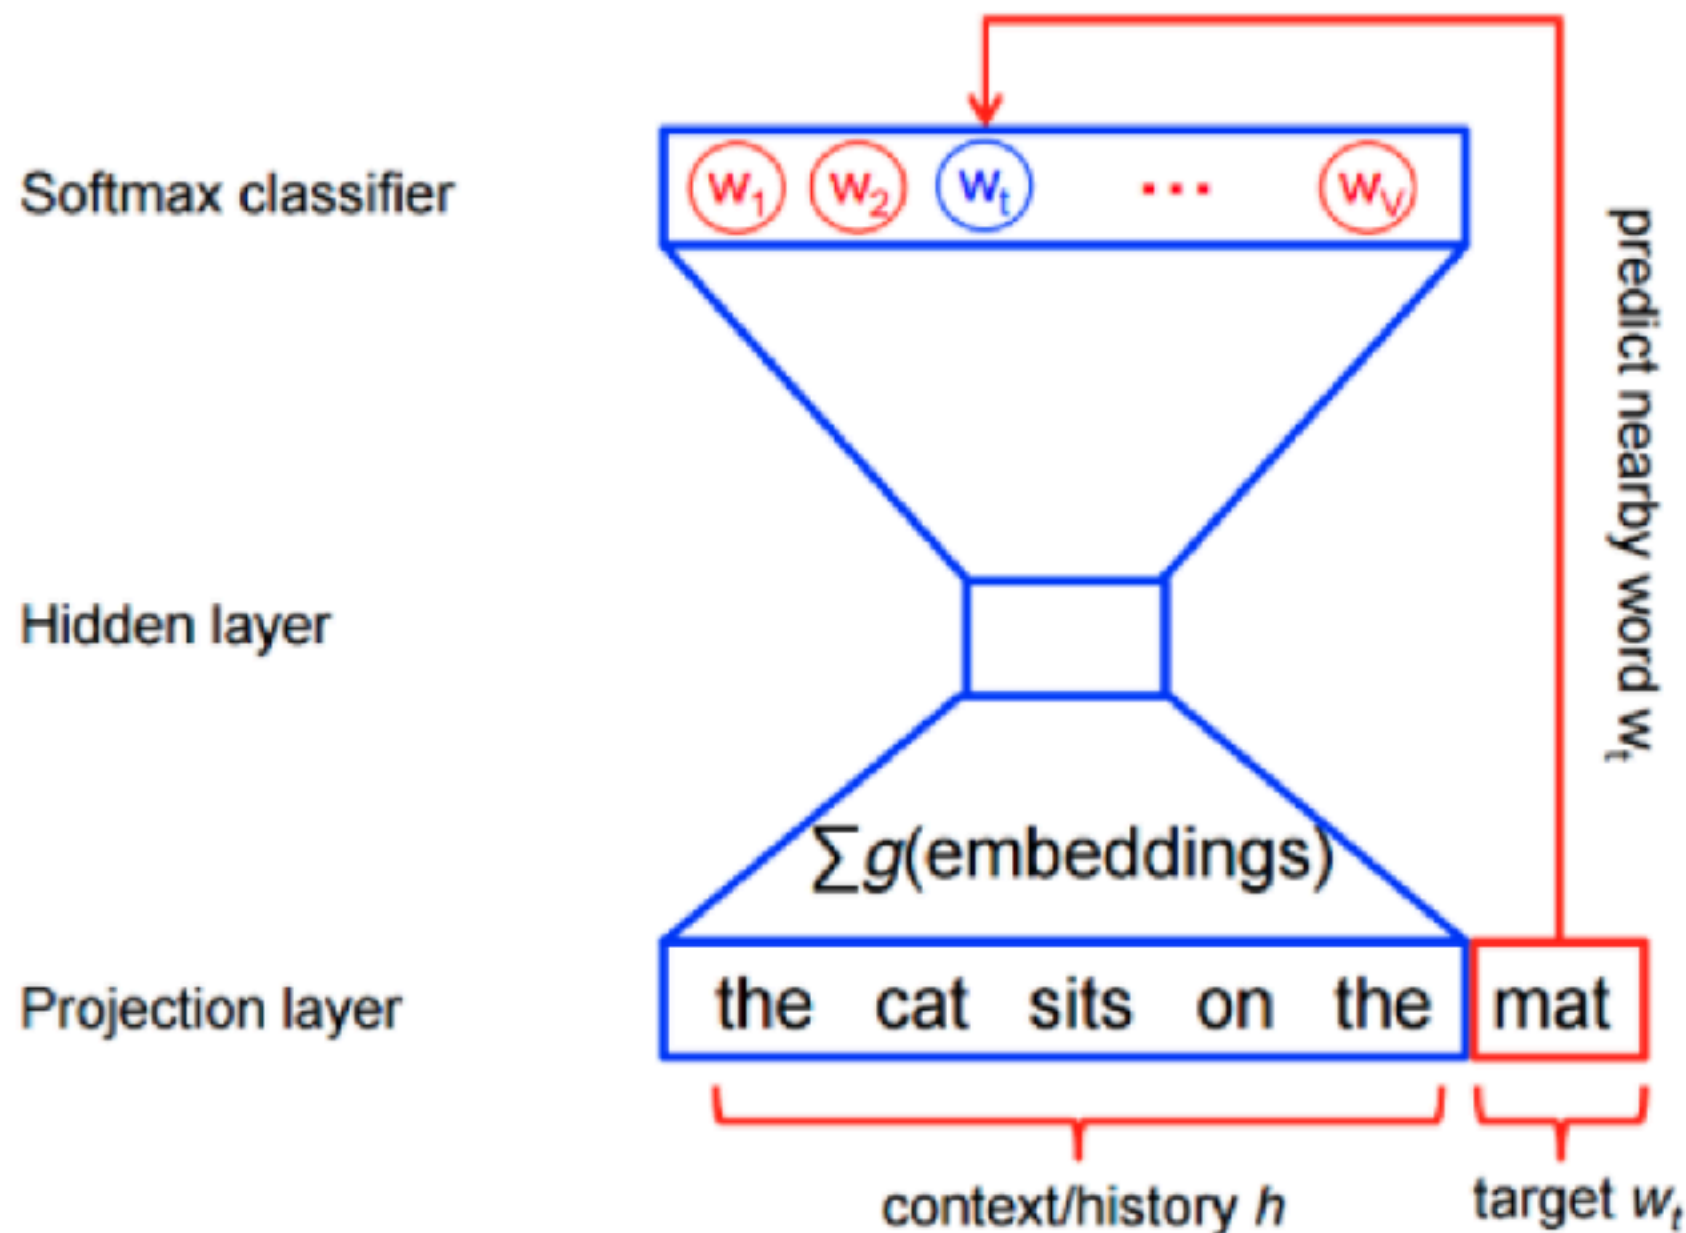 Softmax classifier
w₁ w₂ wₜ ... w_V
predict nearby word wₜ
Hidden layer
∑g(embeddings)
Projection layer
the cat sits on the mat
context/history h
target wₜ